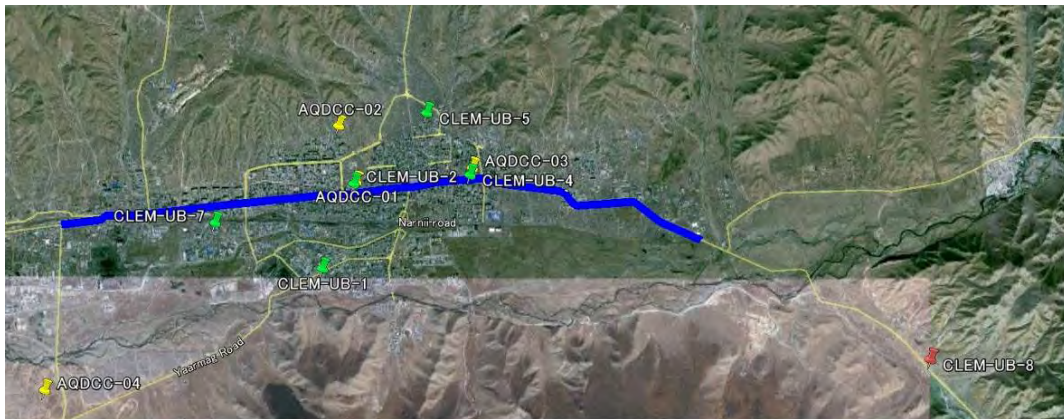 AQDCC-02
CLEM-UB-5
AQDCC-03
CLEM-UB-2
CLEM-UB-4
AQDCC-01
CLEM-UB-7
Narnii road
CLEM-UB-1
Yaarmag Road
CLEM-UB-8
AQDCC-04